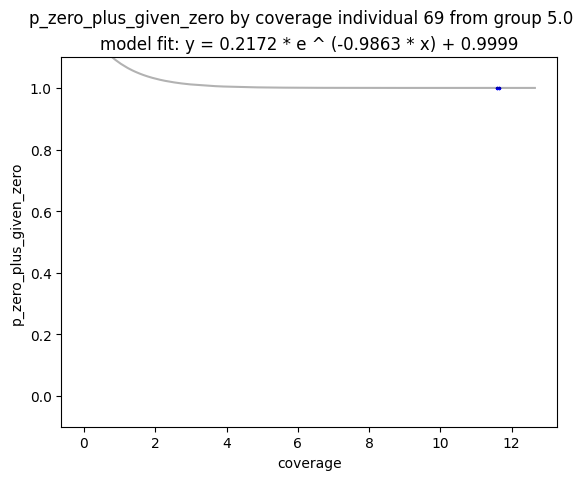 p_zero_plus_given_zero by coverage individual 69 from group 5.0
model fit: y = 0.2172 * e ^ (-0.9863 * x) + 0.9999
1.0
0.8
0.6
0.4
0.2
0.0
p_zero_plus_given_zero
0 2 4 6 8 10 12
coverage